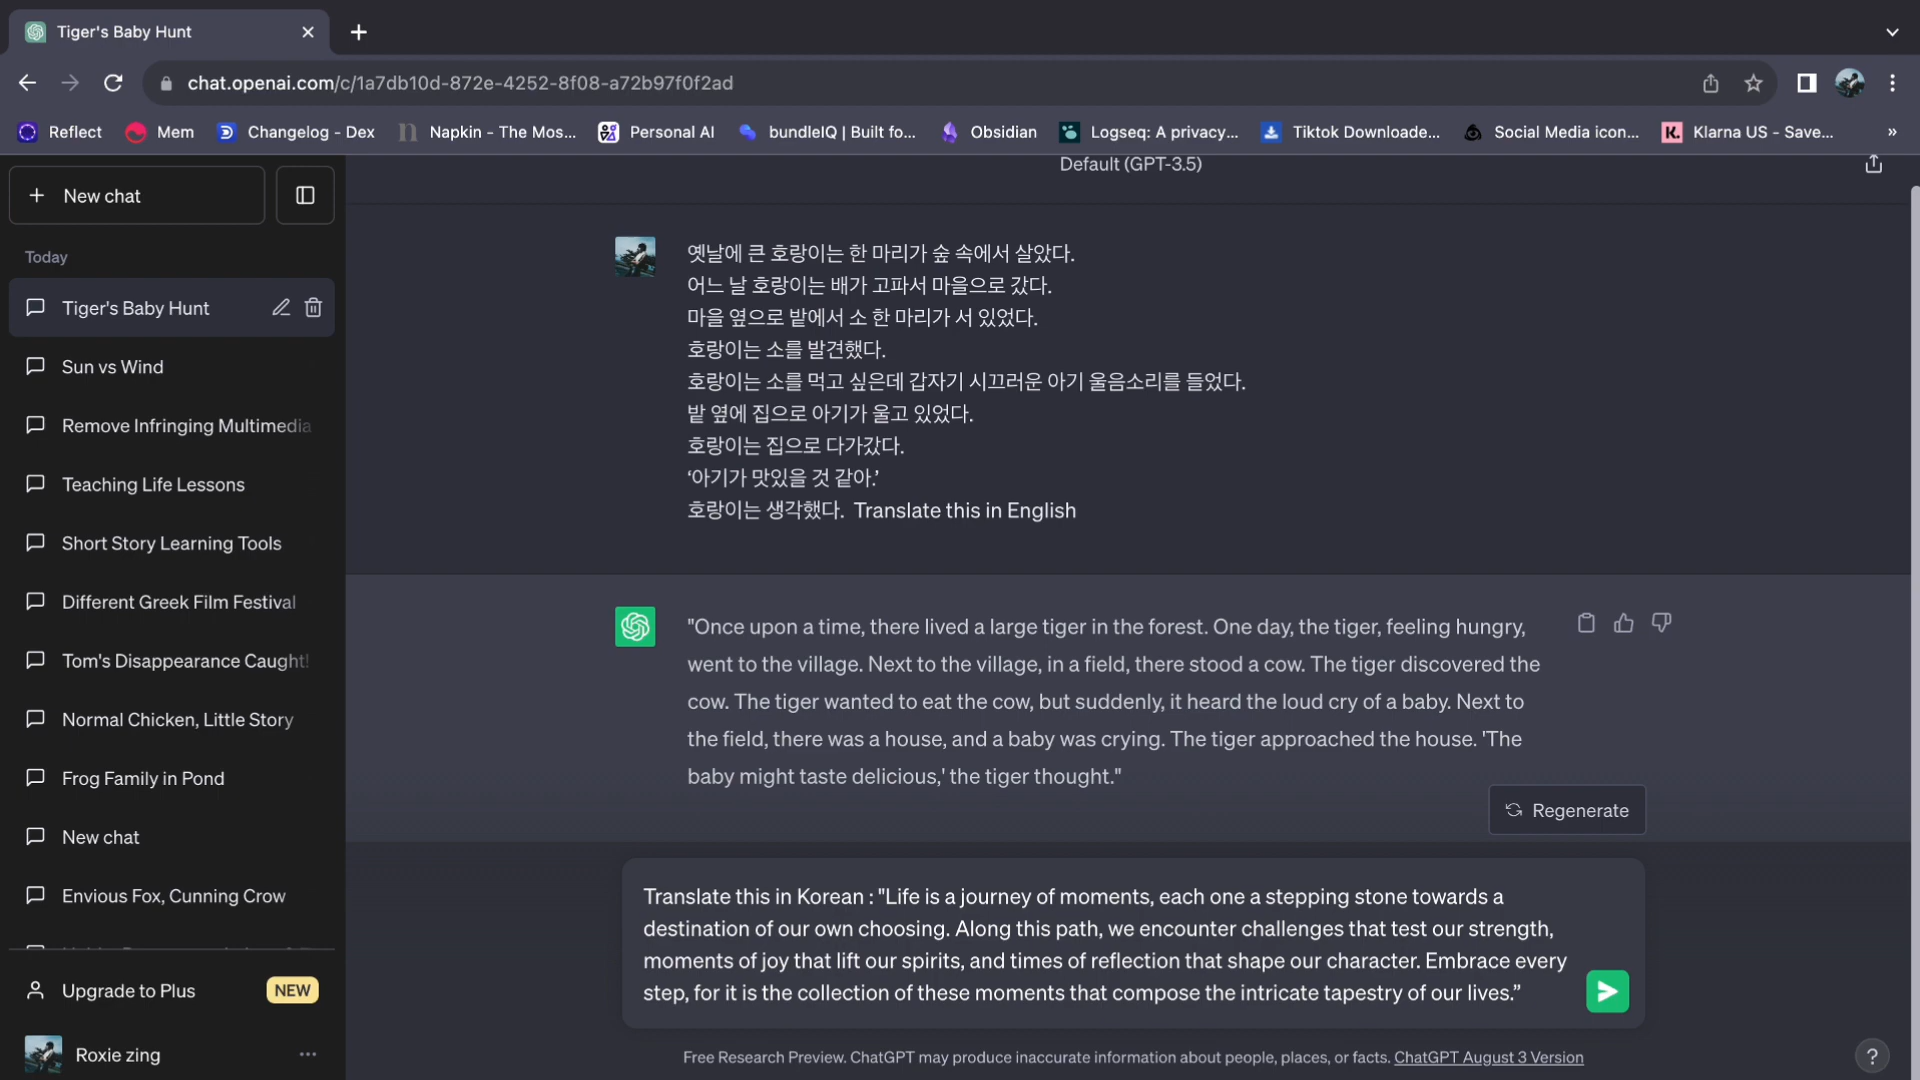 Tiger's Baby Hunt
chat.openai.com/c/1a7db10d-872e-4252-8f08-a72b97f0f2ad
Reflect
Mem
Changelog - Dex
Napkin - The Mos...
Personal AI
bundleIQ | Built fo...
Obsidian
Logseq: A privacy...
Tiktok Downloade...
Social Media icon...
K.
Klarna US - Save...
»
New chat
Today
Tiger's Baby Hunt
Sun vs Wind
Remove Infringing Multimedia
Teaching Life Lessons
Short Story Learning Tools
Different Greek Film Festival
Tom's Disappearance Caught!
Normal Chicken, Little Story
Frog Family in Pond
New chat
Envious Fox, Cunning Crow
Upgrade to Plus
NEW
Roxie zing
Default (GPT-3.5)
옛날에 큰 호랑이는 한 마리가 숲 속에서 살았다.
어느 날 호랑이는 배가 고파서 마을으로 갔다.
마을 옆으로 밭에서 소 한 마리가 서 있었다.
호랑이는 소를 발견했다.
호랑이는 소를 먹고 싶은데 갑자기 시끄러운 아기 울음소리를 들었다.
밭 옆에 집으로 아기가 울고 있었다.
호랑이는 집으로 다가갔다.
‘아기가 맛있을 것 같아.’
호랑이는 생각했다. Translate this in English
"Once upon a time, there lived a large tiger in the forest. One day, the tiger, feeling hungry,
went to the village. Next to the village, in a field, there stood a cow. The tiger discovered the
cow. The tiger wanted to eat the cow, but suddenly, it heard the loud cry of a baby. Next to
the field, there was a house, and a baby was crying. The tiger approached the house. 'The
baby might taste delicious,' the tiger thought."
Regenerate
Translate this in Korean : "Life is a journey of moments, each one a stepping stone towards a
destination of our own choosing. Along this path, we encounter challenges that test our strength,
moments of joy that lift our spirits, and times of reflection that shape our character. Embrace every
step, for it is the collection of these moments that compose the intricate tapestry of our lives.”
Free Research Preview. ChatGPT may produce inaccurate information about people, places, or facts. ChatGPT August 3 Version
?